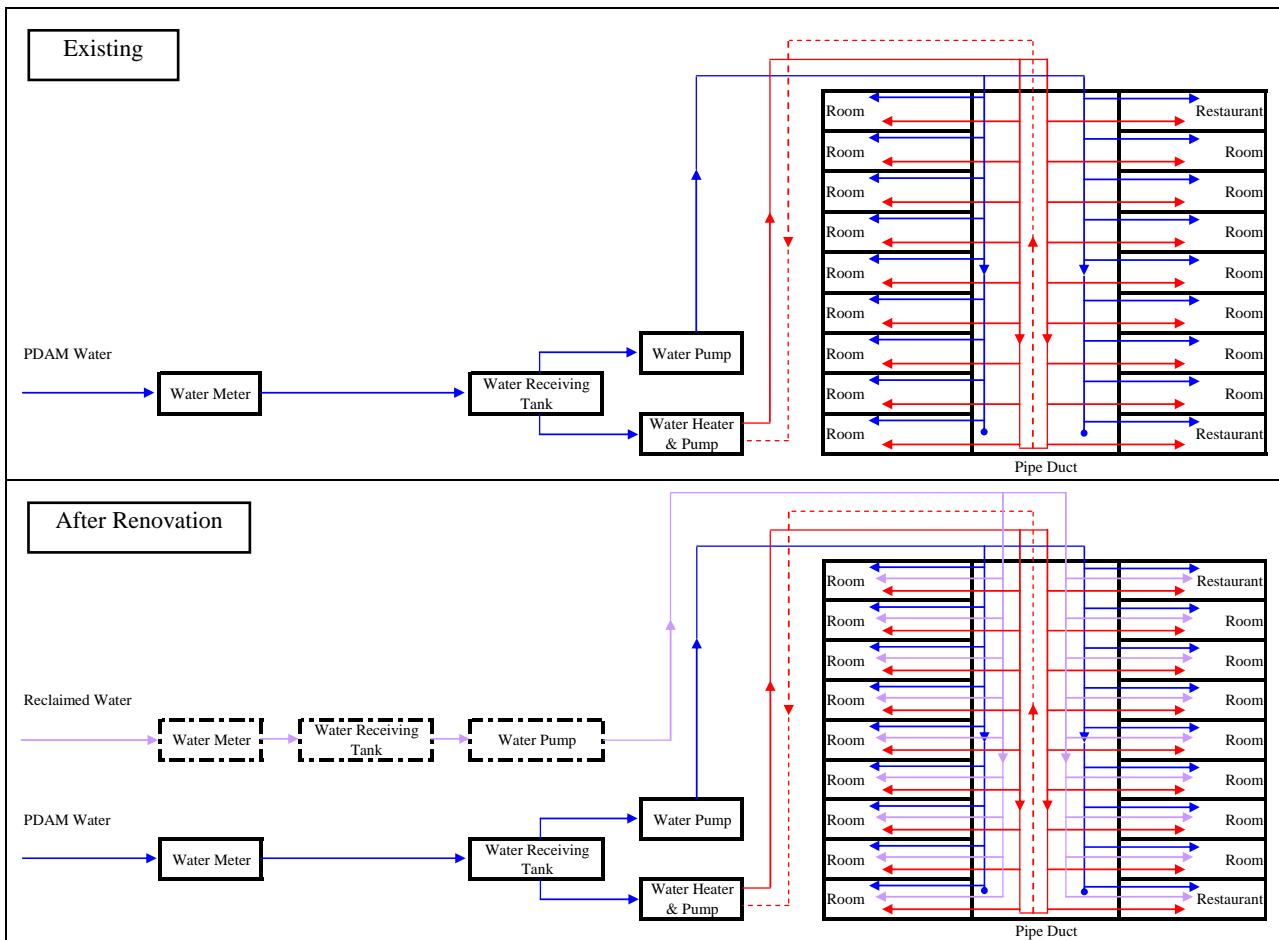 Existing
Room
Restaurant
Room
Room
Room
Room
Room
Room
Room
Room
Room
Room
PDAM Water
Room
Water Pump
Room
Water Meter
Water Receiving
Tank
Room
Room
Water Heater
& Pump
Room
Restaurant
Pipe Duct
After Renovation
Room
Restaurant
Room
Room
Room
Room
Reclaimed Water
Room
Room
Water Meter
Water Receiving
Tank
Water Pump
Room
Room
Room
Room
PDAM Water
Water Pump
Room
Room
Water Meter
Water Receiving
Tank
Room
Room
Water Heater
& Pump
Room
Restaurant
Pipe Duct